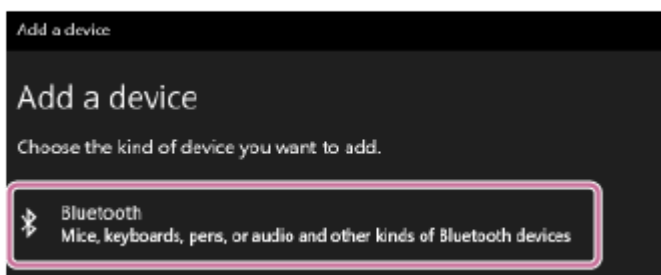 Add a device
Add a device
Choose the kind of device you want to add.
Bluetooth
Mice, keyboards, pens, or audio and other kinds of Bluetooth devices